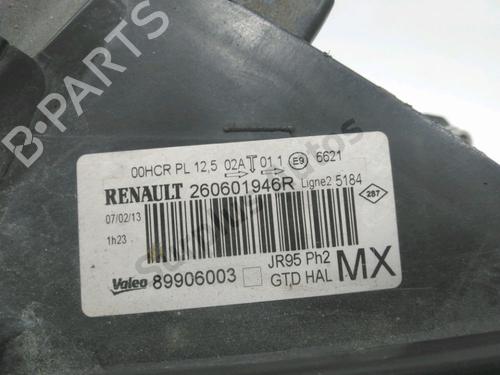 00HCR PL 12,5 02A T 01 1 E9 6621
RENAULT 260601946R Ligne2 5184
07/02/13
287
1h23
JR95 Ph2
Valeo 89906003 GTD HAL MX